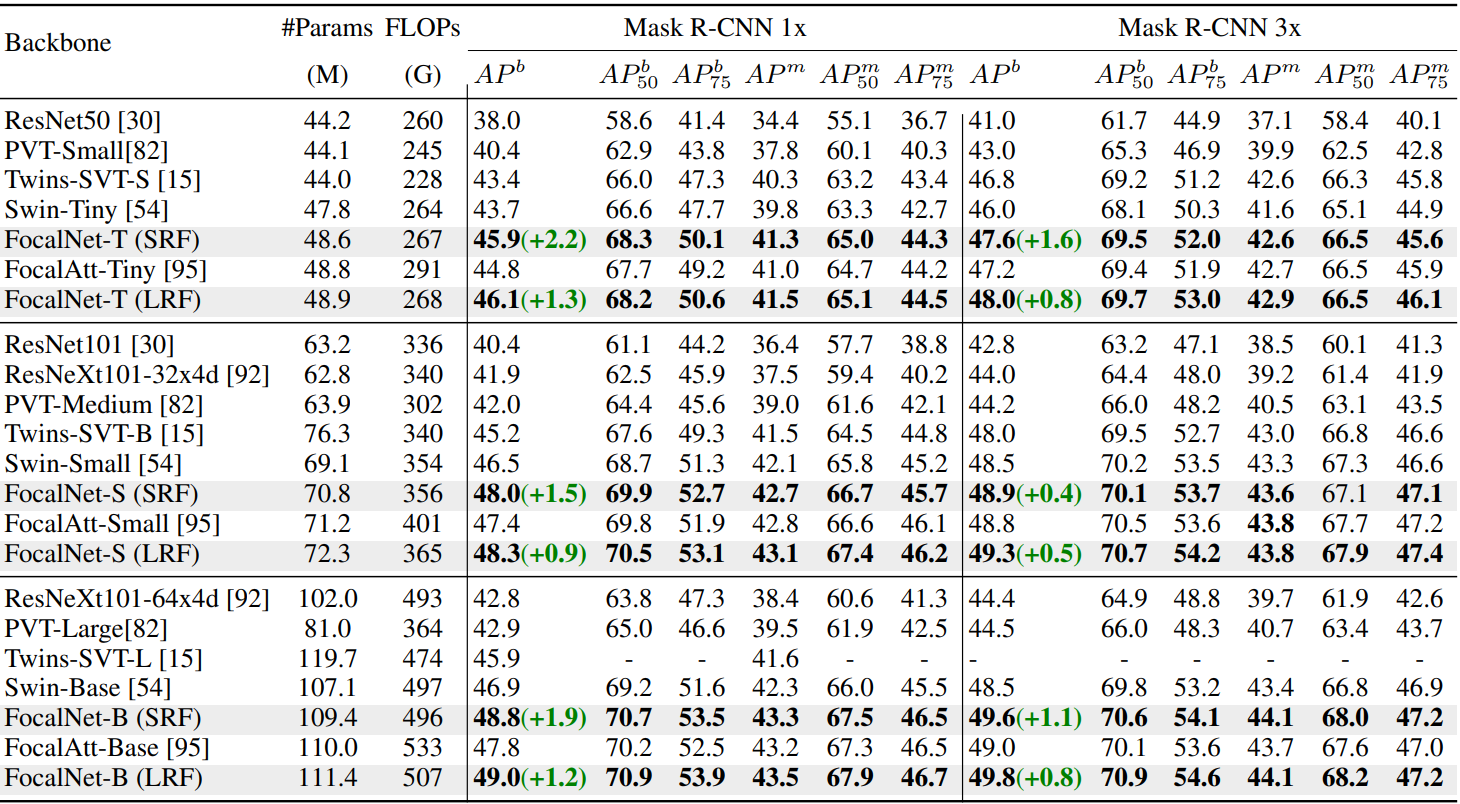 Backbone #Params FLOPs Mask R-CNN 1x Mask R-CNN 3x
(M) (G) AP^b AP^b_50 AP^b_75 AP^m AP^m_50 AP^m_75 AP^b AP^b_50 AP^b_75 AP^m AP^m_50 AP^m_75
ResNet50 [30] 44.2 260 38.0 58.6 41.4 34.4 55.1 36.7 41.0 61.7 44.9 37.1 58.4 40.1
PVT-Small[82] 44.1 245 40.4 62.9 43.8 37.8 60.1 40.3 43.0 65.3 46.9 39.9 62.5 42.8
Twins-SVT-S [15] 44.0 228 43.4 66.0 47.3 40.3 63.2 43.4 46.8 69.2 51.2 42.6 66.3 45.8
Swin-Tiny [54] 47.8 264 43.7 66.6 47.7 39.8 63.3 42.7 46.0 68.1 50.3 41.6 65.1 44.9
FocalNet-T (SRF) 48.6 267 45.9(+2.2) 68.3 50.1 41.3 65.0 44.3 47.6(+1.6) 69.5 52.0 42.6 66.5 45.6
FocalAtt-Tiny [95] 48.8 291 44.8 67.7 49.2 41.0 64.7 44.2 47.2 69.4 51.9 42.7 66.5 45.9
FocalNet-T (LRF) 48.9 268 46.1(+1.3) 68.2 50.6 41.5 65.1 44.5 48.0(+0.8) 69.7 53.0 42.9 66.5 46.1
ResNet101 [30] 63.2 336 40.4 61.1 44.2 36.4 57.7 38.8 42.8 63.2 47.1 38.5 60.1 41.3
ResNeXt101-32x4d [92] 62.8 340 41.9 62.5 45.9 37.5 59.4 40.2 44.0 64.4 48.0 39.2 61.4 41.9
PVT-Medium [82] 63.9 302 42.0 64.4 45.6 39.0 61.6 42.1 44.2 66.0 48.2 40.5 63.1 43.5
Twins-SVT-B [15] 76.3 340 45.2 67.6 49.3 41.5 64.5 44.8 48.0 69.5 52.7 43.0 66.8 46.6
Swin-Small [54] 69.1 354 46.5 68.7 51.3 42.1 65.8 45.2 48.5 70.2 53.5 43.3 67.3 46.6
FocalNet-S (SRF) 70.8 356 48.0(+1.5) 69.9 52.7 42.7 66.7 45.7 48.9(+0.4) 70.1 53.7 43.6 67.1 47.1
FocalAtt-Small [95] 71.2 401 47.4 69.8 51.9 42.8 66.6 46.1 48.8 70.5 53.6 43.8 67.7 47.2
FocalNet-S (LRF) 72.3 365 48.3(+0.9) 70.5 53.1 43.1 67.4 46.2 49.3(+0.5) 70.7 54.2 43.8 67.9 47.4
ResNeXt101-64x4d [92] 102.0 493 42.8 63.8 47.3 38.4 60.6 41.3 44.4 64.9 48.8 39.7 61.9 42.6
PVT-Large[82] 81.0 364 42.9 65.0 46.6 39.5 61.9 42.5 44.5 66.0 48.3 40.7 63.4 43.7
Twins-SVT-L [15] 119.7 474 45.9 - - 41.6 - - - - - - - -
Swin-Base [54] 107.1 497 46.9 69.2 51.6 42.3 66.0 45.5 48.5 69.8 53.2 43.4 66.8 46.9
FocalNet-B (SRF) 109.4 496 48.8(+1.9) 70.7 53.5 43.3 67.5 46.5 49.6(+1.1) 70.6 54.1 44.1 68.0 47.2
FocalAtt-Base [95] 110.0 533 47.8 70.2 52.5 43.2 67.3 46.5 49.0 70.1 53.6 43.7 67.6 47.0
FocalNet-B (LRF) 111.4 507 49.0(+1.2) 70.9 53.9 43.5 67.9 46.7 49.8(+0.8) 70.9 54.6 44.1 68.2 47.2